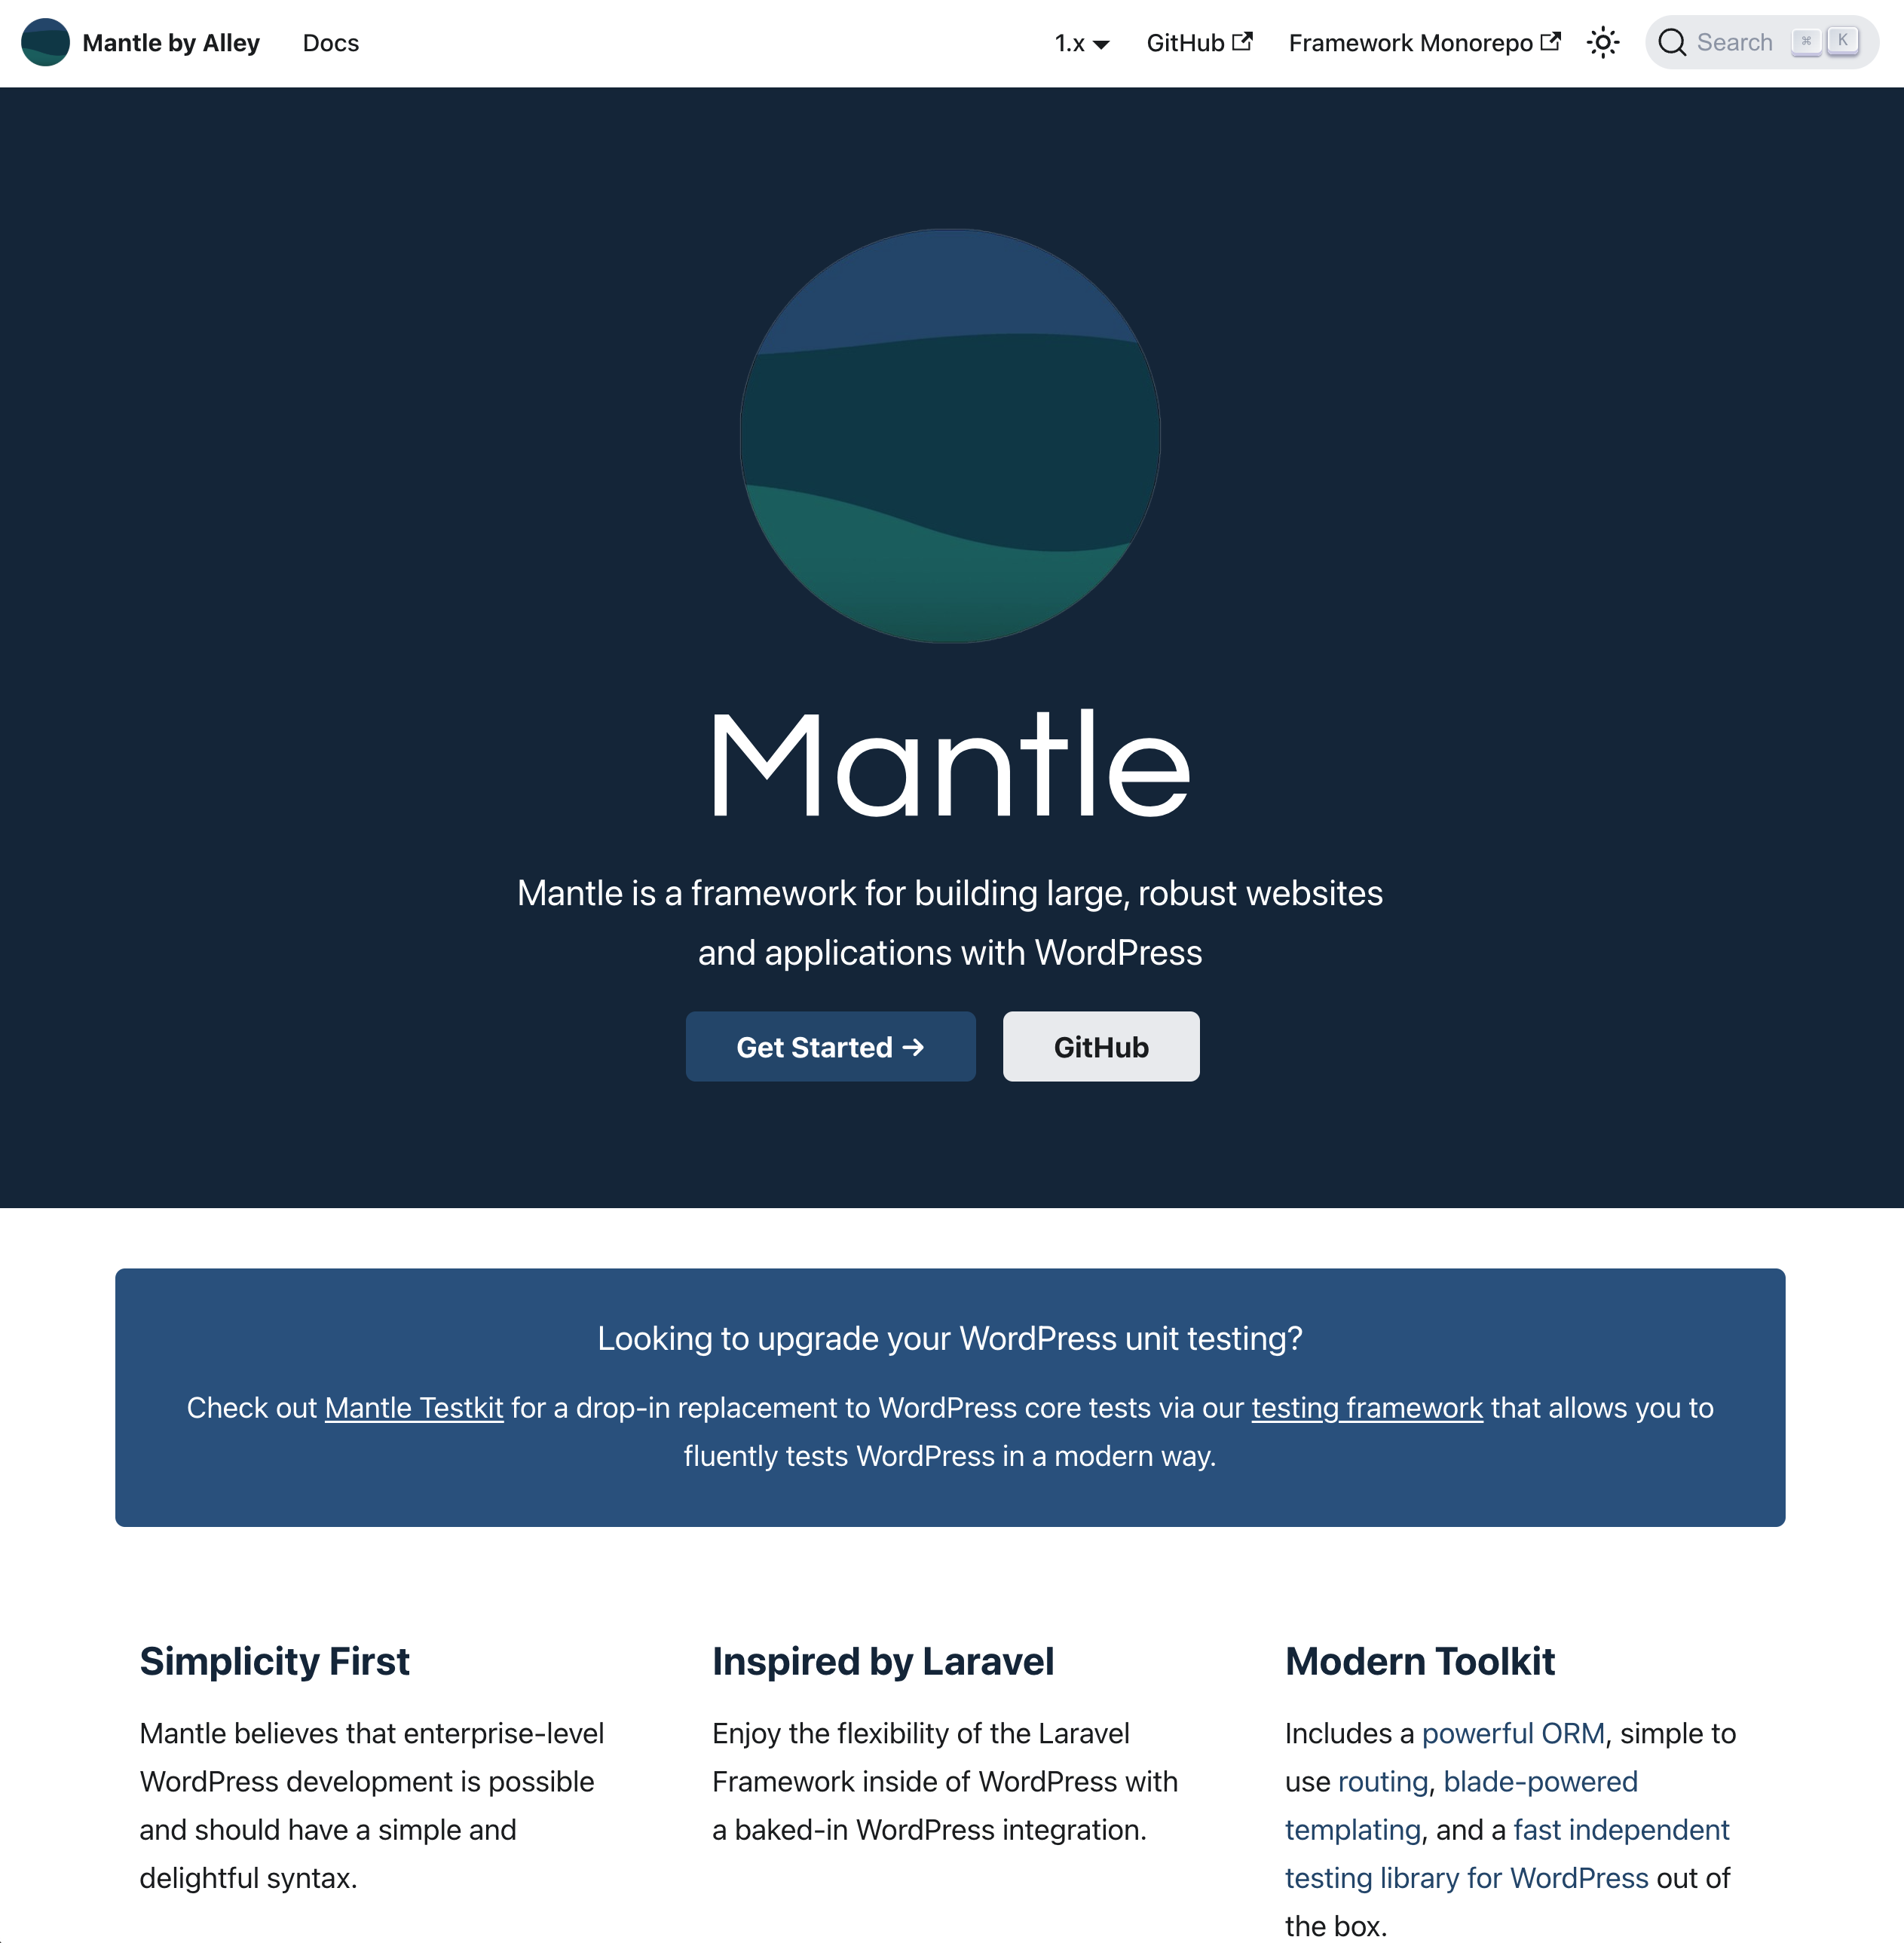 Mantle by Alley
Docs
1.x
GitHub
Framework Monorepo
Search ⌘ K
Mantle
Mantle is a framework for building large, robust websites
and applications with WordPress
Get Started →
GitHub
Looking to upgrade your WordPress unit testing?
Check out Mantle Testkit for a drop-in replacement to WordPress core tests via our testing framework that allows you to
fluently tests WordPress in a modern way.
Simplicity First
Mantle believes that enterprise-level
WordPress development is possible
and should have a simple and
delightful syntax.
Inspired by Laravel
Enjoy the flexibility of the Laravel
Framework inside of WordPress with
a baked-in WordPress integration.
Modern Toolkit
Includes a powerful ORM, simple to
use routing, blade-powered
templating, and a fast independent
testing library for WordPress out of
the box.